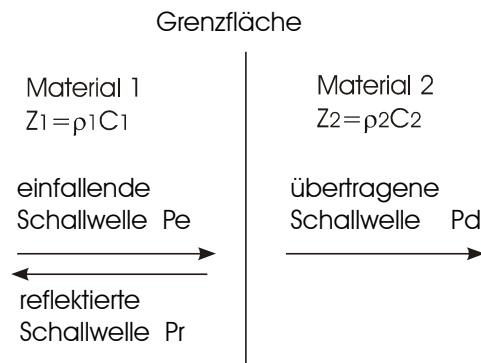 Grenzfläche
Material 1
Z1=ρ1C1
einfallende
Schallwelle Pe
reflektierte
Schallwelle Pr
Material 2
Z2=ρ2C2
übertragene
Schallwelle Pd